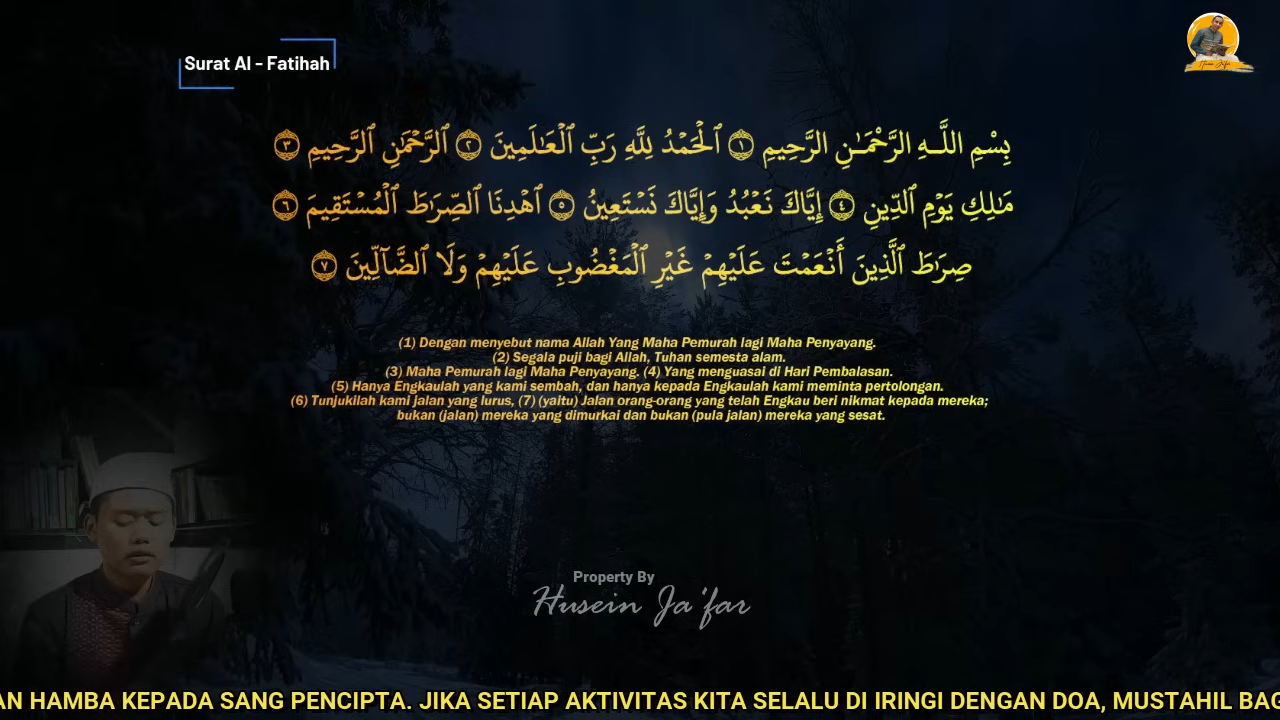 Surat Al - Fatihah
بِسْمِ اللَّـهِ الرَّحْمَـٰنِ الرَّحِيمِ ١ ٱلْحَمْدُ لِلَّهِ رَبِّ ٱلْعَـٰلَمِينَ ٢ ٱلرَّحْمَـٰنِ ٱلرَّحِيمِ ٣
مَـٰلِكِ يَوْمِ ٱلدِّينِ ٤ إِيَّاكَ نَعْبُدُ وَإِيَّاكَ نَسْتَعِينُ ٥ ٱهْدِنَا ٱلصِّرَٰطَ ٱلْمُسْتَقِيمَ ٦
صِرَٰطَ ٱلَّذِينَ أَنْعَمْتَ عَلَيْهِمْ غَيْرِ ٱلْمَغْضُوبِ عَلَيْهِمْ وَلَا ٱلضَّآلِّينَ ٧
(1) Dengan menyebut nama Allah Yang Maha Pemurah lagi Maha Penyayang.
(2) Segala puji bagi Allah, Tuhan semesta alam.
(3) Maha Pemurah lagi Maha Penyayang. (4) Yang menguasai di Hari Pembalasan.
(5) Hanya Engkaulah yang kami sembah, dan hanya kepada Engkaulah kami meminta pertolongan.
(6) Tunjukilah kami jalan yang lurus, (7) (yaitu) Jalan orang-orang yang telah Engkau beri nikmat kepada mereka;
bukan (jalan) mereka yang dimurkai dan bukan (pula jalan) mereka yang sesat.
Property By
Husein Ja'far
AN HAMBA KEPADA SANG PENCIPTA. JIKA SETIAP AKTIVITAS KITA SELALU DI IRINGI DENGAN DOA, MUSTAHIL BAG